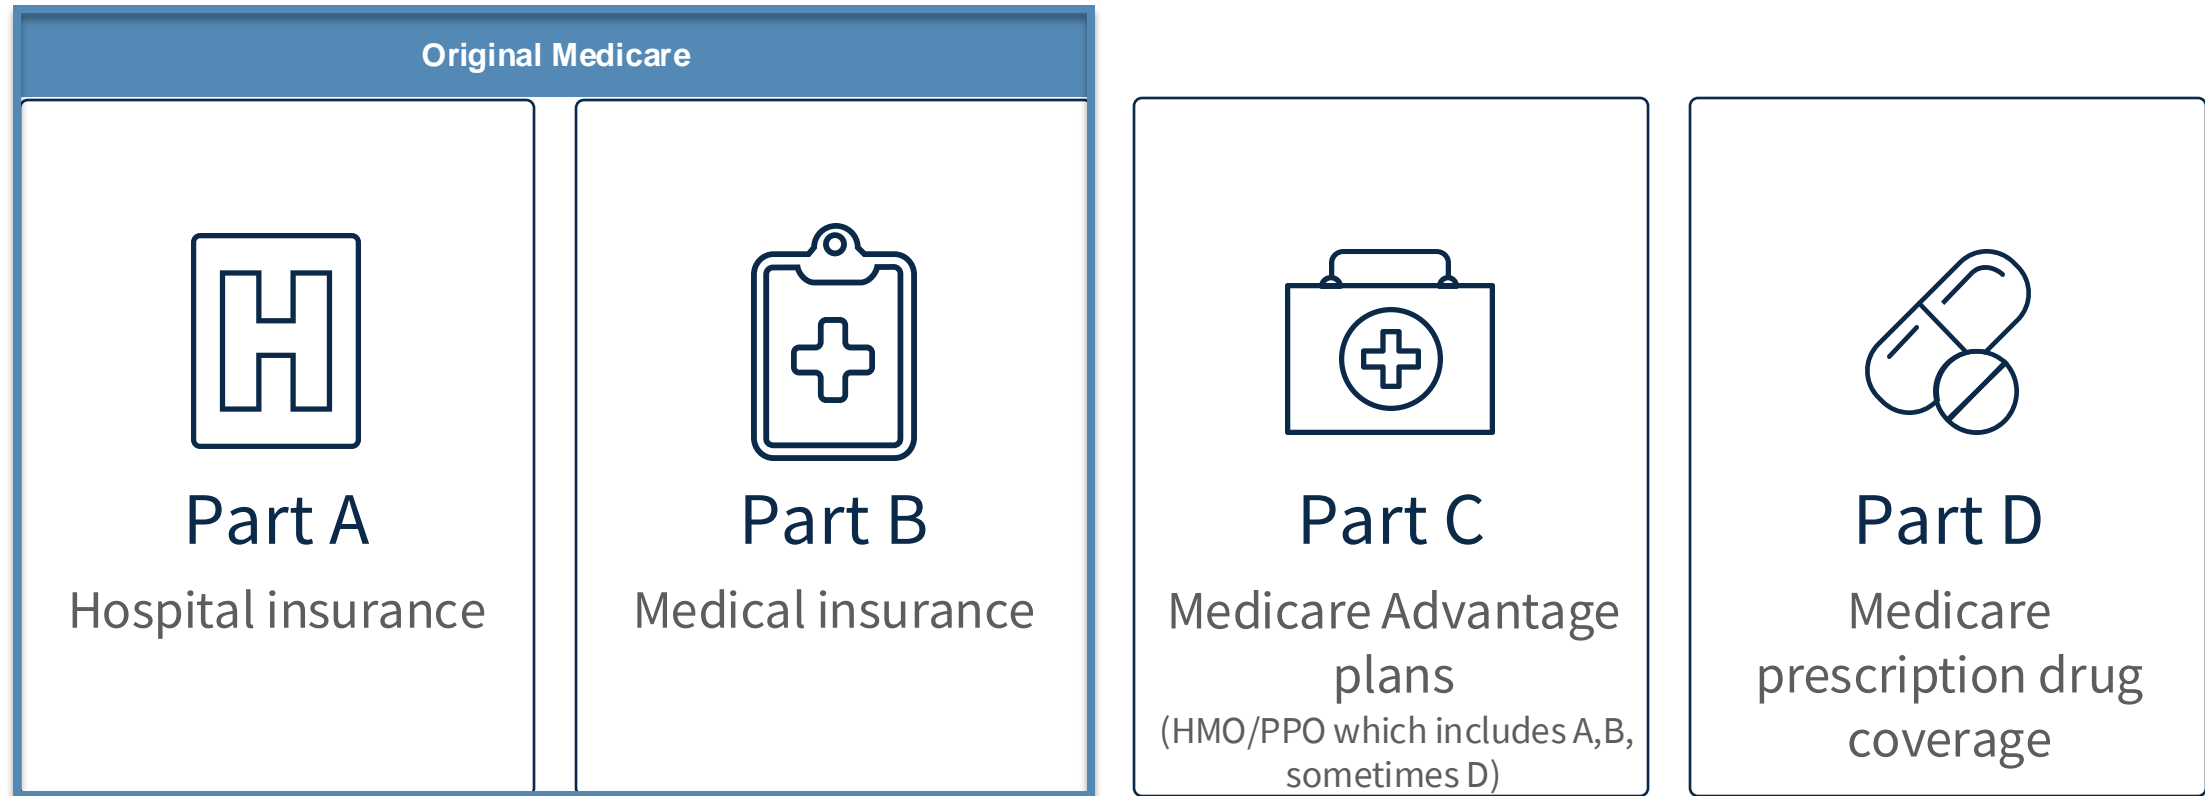 Original Medicare
H
Part A
Hospital insurance
Part B
Medical insurance
Part C
Medicare Advantage
plans
(HMO/PPO which includes A,B,
sometimes D)
Part D
Medicare
prescription drug
coverage